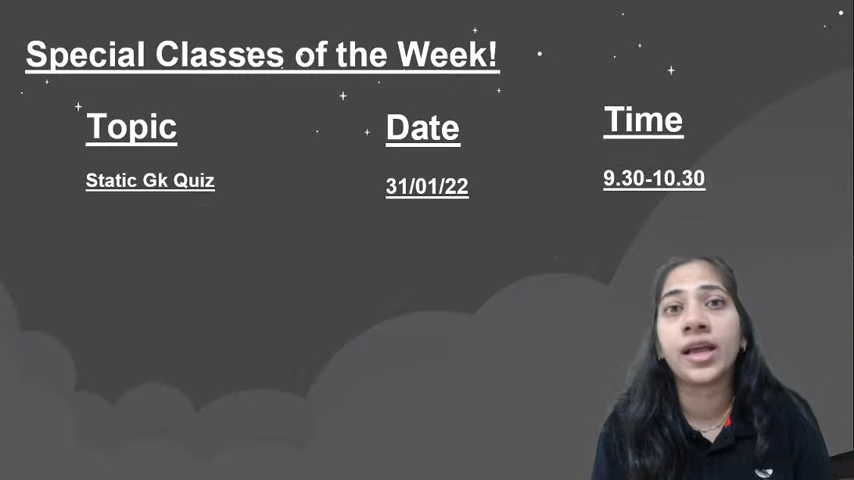 Special Classes of the Week!
Topic Date Time
Static Gk Quiz 31/01/22 9.30-10.30